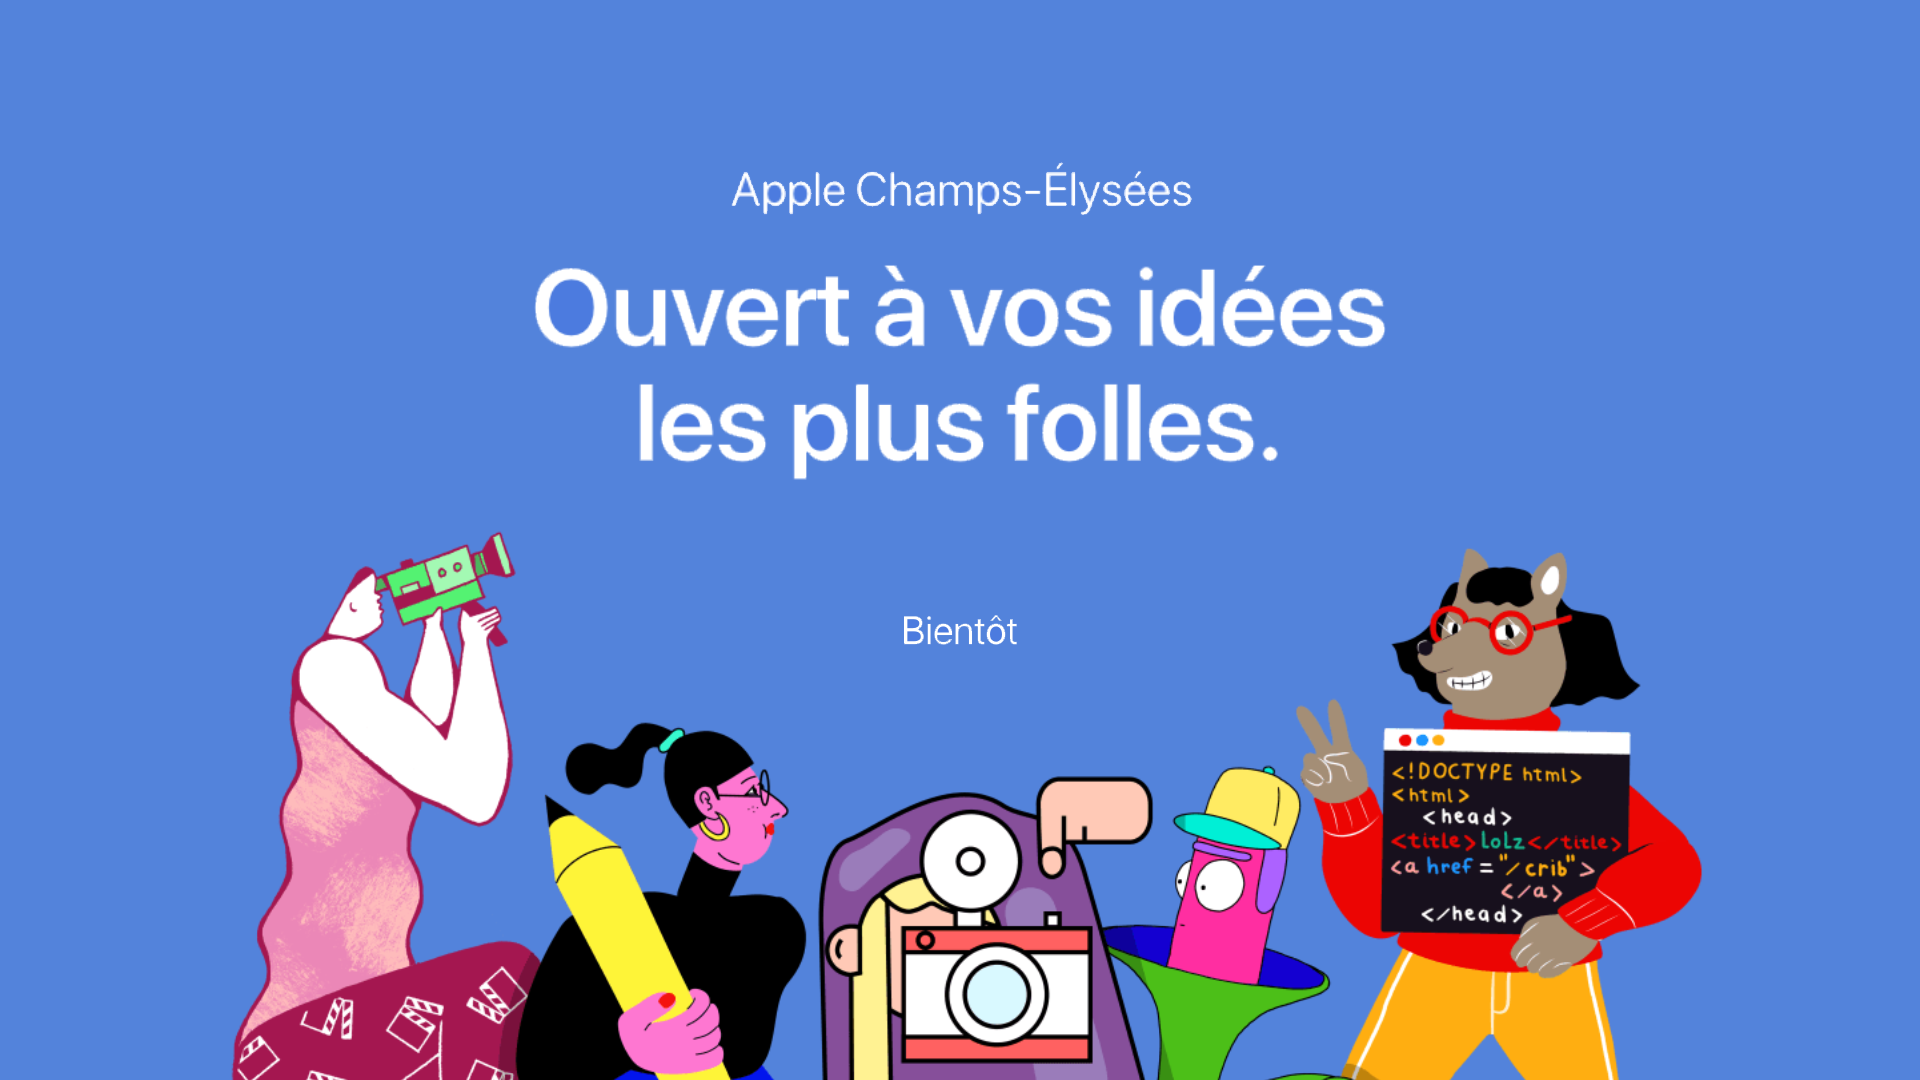 Apple Champs-Élysées
Ouvert à vos idées
les plus folles.
Bientôt
<!DOCTYPE html>
<html>
<head>
<title>lolz</title>
<a href="/crib">
</a>
</head>